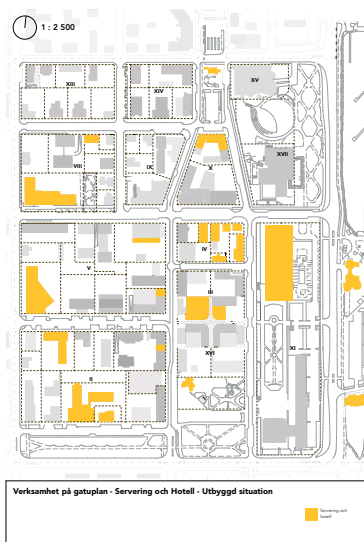 1 : 2 500
XIII
XIV
XV
VIII
IX
X
XVII
V
IV
III
XVI
XI
II
Verksamhet på gatuplan - Servering och Hotell - Utbyggd situation
Servering och
hotell